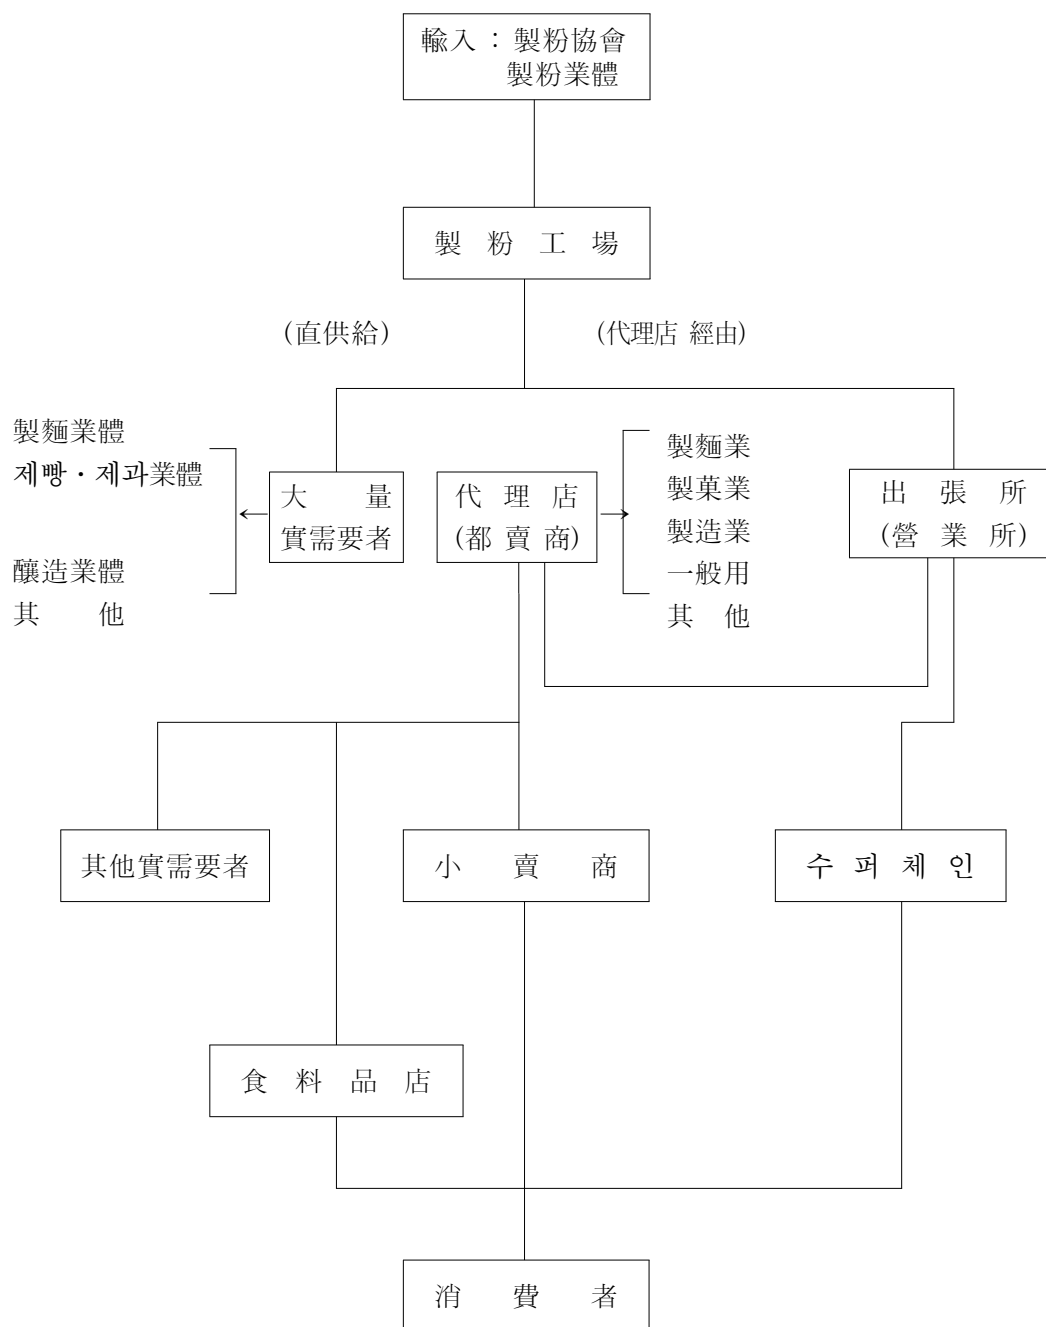 輸入 : 製粉協會
製粉業體
製 粉 工 場
(直供給)
(代理店 經由)
製麵業體
제빵・제과業體
釀造業體
其 他
大 量
實需要者
代 理 店
(都 賣 商)
製麵業
製菓業
製造業
一般用
其 他
出 張 所
(營 業 所)
其他實需要者
小 賣 商
수 퍼 체 인
食 料 品 店
消 費 者